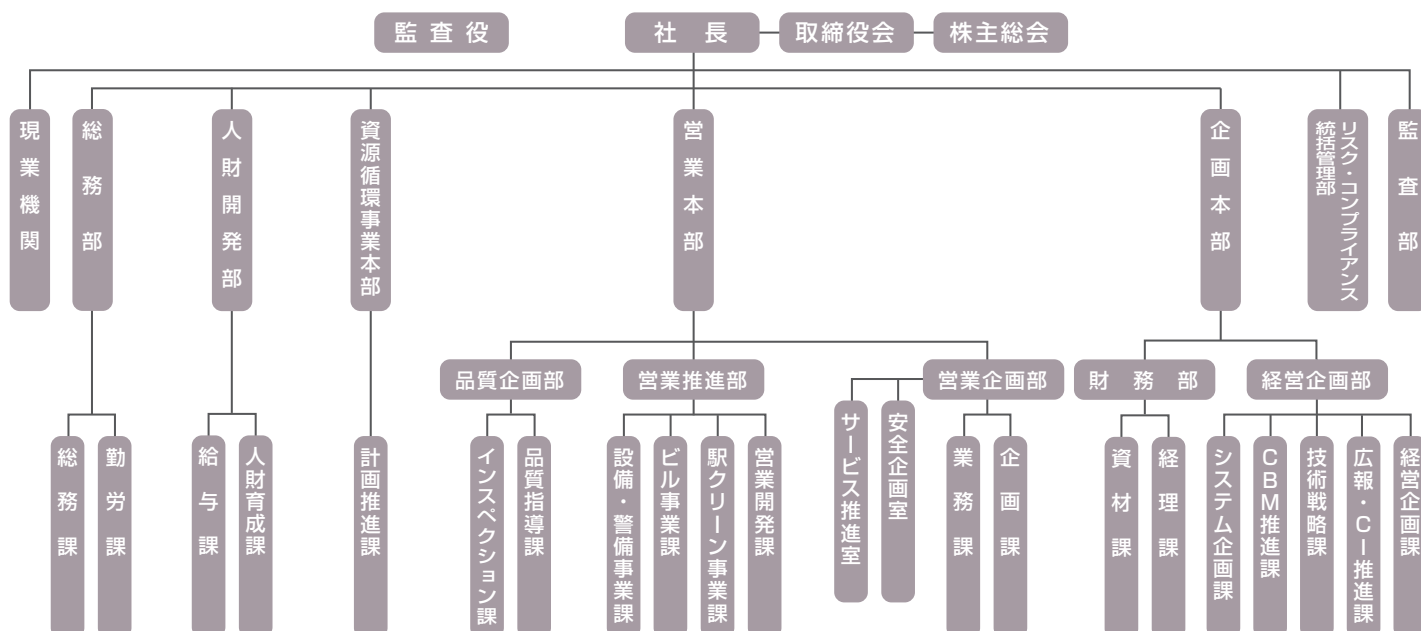 監査役
社長
取締役会
株主総会
現業機関
総務部
人財開発部
資源循環事業本部
営業本部
企画本部
リスク・コンプライアンス
統括管理部
監査部
品質企画部
営業推進部
営業企画部
財務部
経営企画部
総務課
勤労課
給与課
人財育成課
計画推進課
インスペクション課
品質指導課
設備・警備事業課
ビル事業課
駅クリーン事業課
営業開発課
サービス推進室
安全企画室
業務課
企画課
資材課
経理課
システム企画課
CBM推進課
技術戦略課
広報・CI推進課
経営企画課